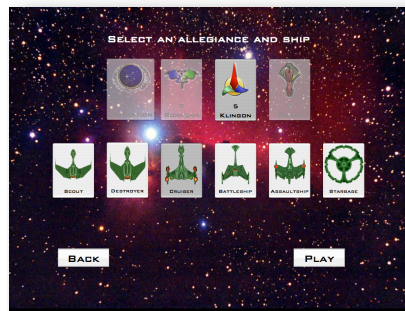 Select an allegiance and ship
5
Klingon
Scout
Destroyer
Cruiser
Battleship
Assaultship
Starbase
Back
Play